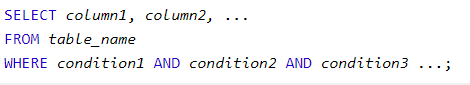 SELECT column1, column2, ...
FROM table_name
WHERE condition1 AND condition2 AND condition3 ...;